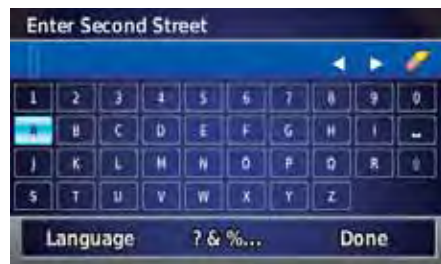 Enter Second Street
1 2 3 4 5 6 7 8 9 0
A B C D E F G H I
J K L M N O P Q R
S T U V W X Y Z
Language ? & %... Done